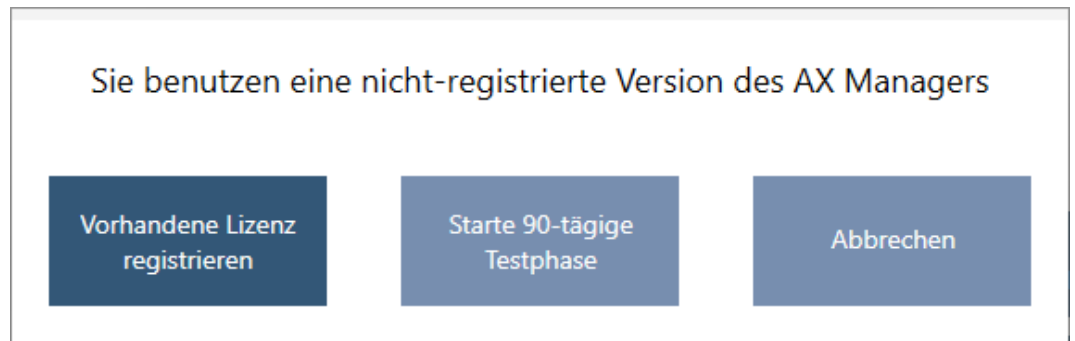 Sie benutzen eine nicht-registrierte Version des AX Managers
Vorhandene Lizenz
registrieren
Starte 90-tägige
Testphase
Abbrechen